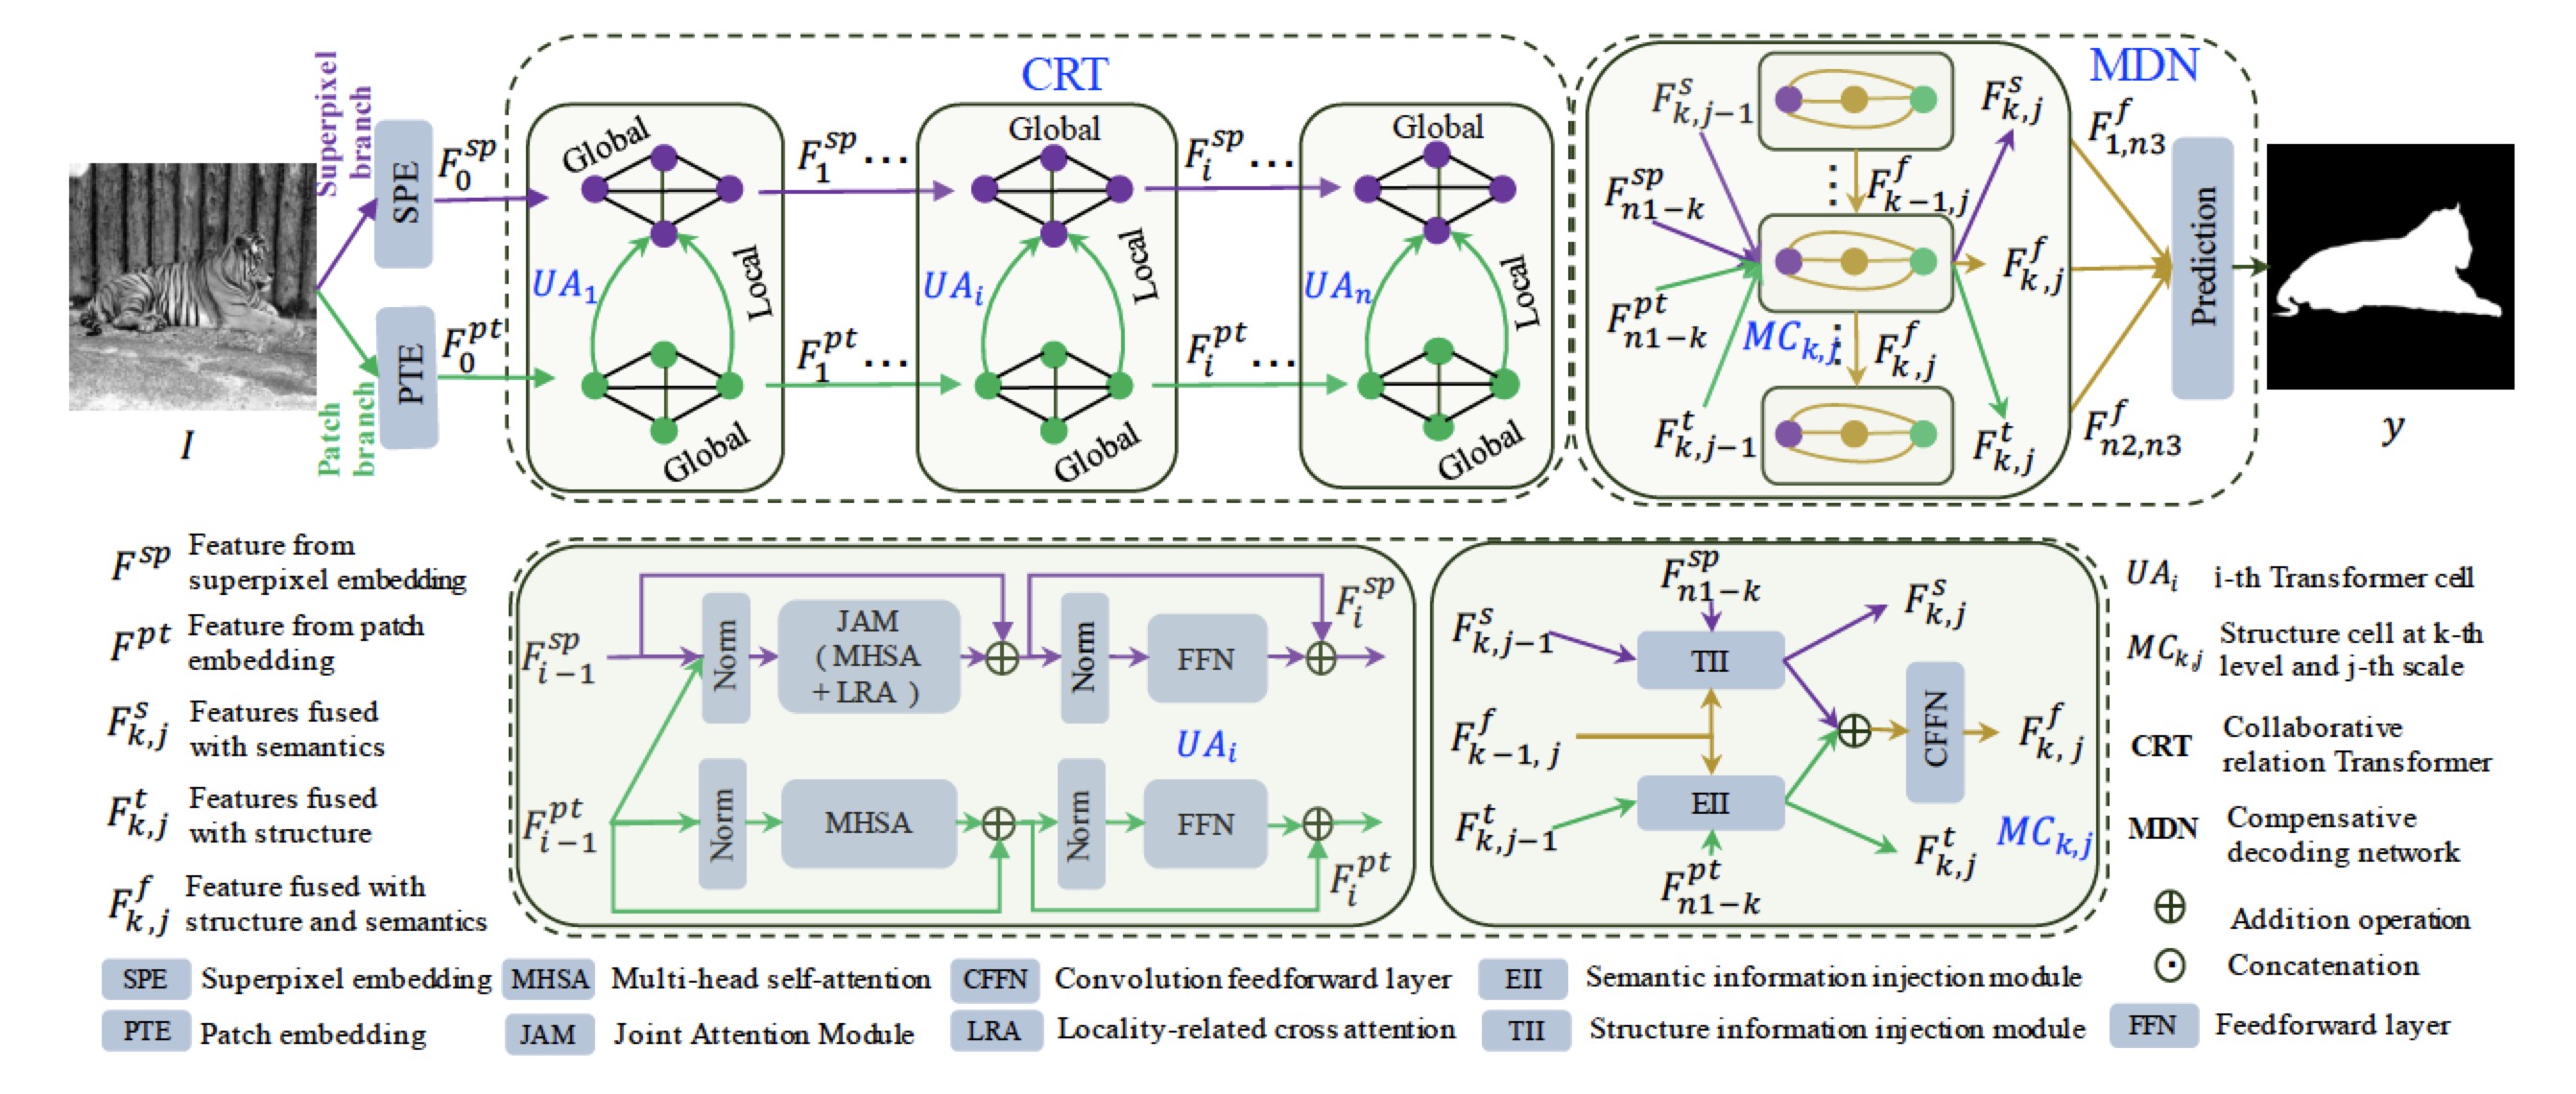 CRT
MDN
Superpixel
branch
Patch
branch
SPE
PTE
I
F_0^{sp}
F_0^{pt}
Global
Local
Global
UA_1
F_1^{sp} ...
F_1^{pt} ...
Global
Local
Global
UA_i
F_i^{sp} ...
F_i^{pt} ...
Global
Local
Global
UA_n
F_{k,j-1}^s
F_{n1-k}^{sp}
F_{n1-k}^{pt}
F_{k,j-1}^t
F_{k-1,j}^f
MC_{k,j}
F_{k,j}^f
F_{k,j}^s
F_{k,j}^f
F_{k,j}^t
F_{1,n3}^f
F_{n2,n3}^f
Prediction
y
F^{sp} Feature from
superpixel embedding
F^{pt} Feature from patch
embedding
F_{k,j}^s Features fused
with semantics
F_{k,j}^t Features fused
with structure
F_{k,j}^f Feature fused with
structure and semantics
F_{i-1}^{sp}
Norm
JAM
( MHSA
+ LRA )
Norm
FFN
F_i^{sp}
UA_i
F_{i-1}^{pt}
Norm
MHSA
Norm
FFN
F_i^{pt}
F_{n1-k}^{sp}
F_{k,j-1}^s
TII
F_{k,j}^s
F_{k-1,j}^f
CFFN
F_{k,j}^f
F_{k,j-1}^t
EII
F_{k,j}^t
MC_{k,j}
F_{n1-k}^{pt}
UA_i i-th Transformer cell
MC_{k,j} Structure cell at k-th
level and j-th scale
CRT Collaborative
relation Transformer
MDN Compensative
decoding network
⊕ Addition operation
⊙ Concatenation
SPE Superpixel embedding MHSA Multi-head self-attention CFFN Convolution feedforward layer EII Semantic information injection module
PTE Patch embedding JAM Joint Attention Module LRA Locality-related cross attention TII Structure information injection module FFN Feedforward layer